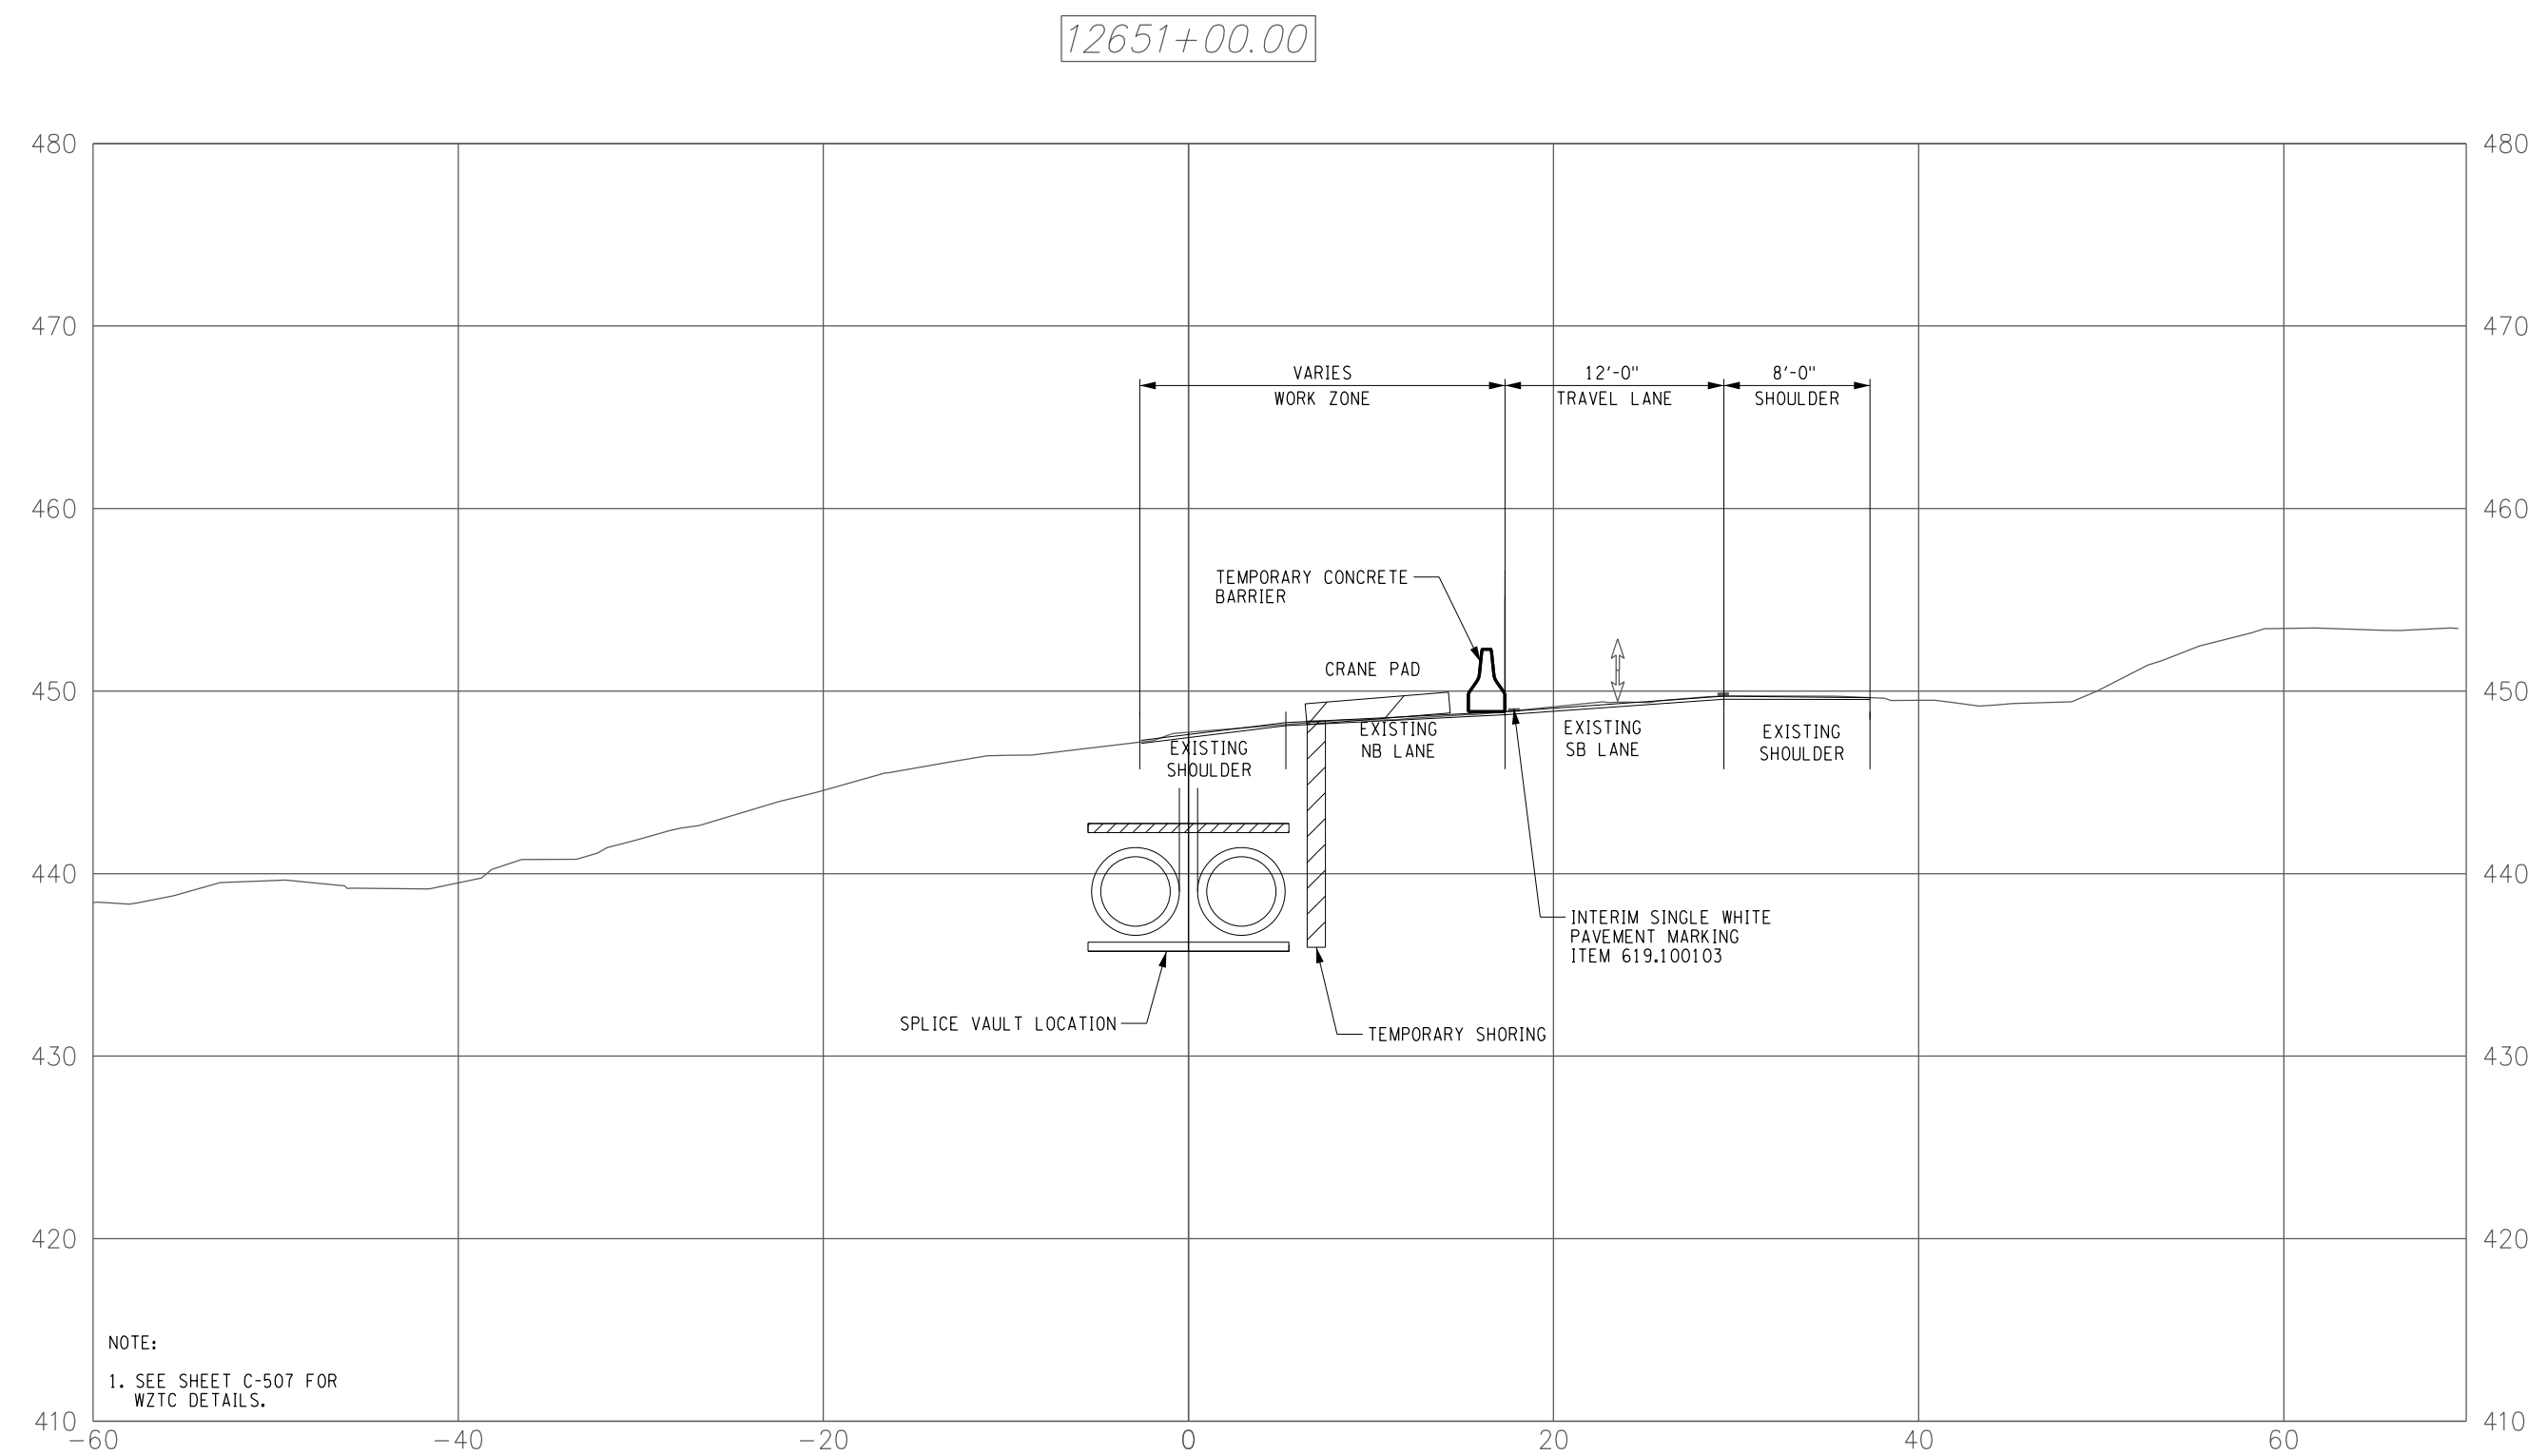 12651+00.00
480 480
470 470
VARIES 12'-0" 8'-0"
WORK ZONE TRAVEL LANE SHOULDER
460 460
TEMPORARY CONCRETE
BARRIER
CRANE PAD
450 450
EXISTING
NB LANE
EXISTING
SB LANE
EXISTING
SHOULDER
EXISTING
SHOULDER
440 440
INTERIM SINGLE WHITE
PAVEMENT MARKING
ITEM 619.100103
SPLICE VAULT LOCATION
TEMPORARY SHORING
430 430
420 420
NOTE:
1. SEE SHEET C-507 FOR
WZTC DETAILS.
410 410
-60 -40 -20 0 20 40 60